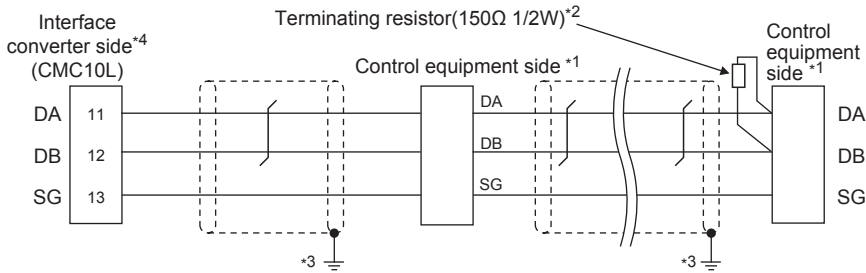 Terminating resistor(150Ω 1/2W)*2
Interface
converter side*4
(CMC10L)
Control equipment side *1
Control
equipment
side *1
DA 11 DA DA
DB 12 DB DB
SG 13 SG SG
*3 *3